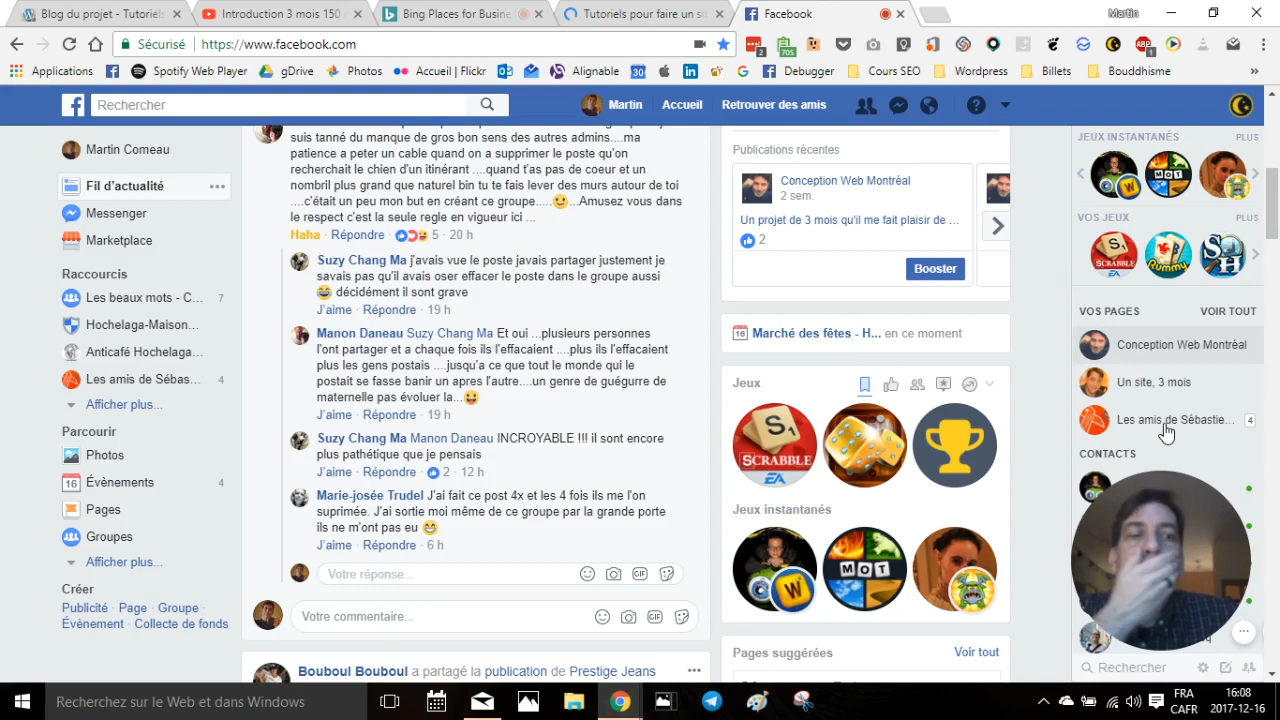 Blog du projet - Tutoriels
Introduction 3 mois 150
Bing Places for Busine
Tutoriels pour faire un si
Facebook
Martin
Sécurisé
https://www.facebook.com
Applications
Spotify Web Player
gDrive
Photos
Accueil | Flickr
Alignable
Debugger
Cours SEO
Wordpress
Billets
Bouddhisme
Rechercher
Martin
Accueil
Retrouver des amis
Martin Comeau
Fil d'actualité
Messenger
Marketplace
Raccourcis
Les beaux mots - C... 7
Hochelaga-Maison...
Anticafé Hochelaga...
Les amis de Sébas... 4
Afficher plus...
Parcourir
Photos
Évènements 4
Pages
Groupes
Afficher plus...
Créer
Publicité · Page · Groupe ·
Évènement · Collecte de fonds
suis tanné du manque de gros bon sens des autres admins....ma
patience a peter un cable quand on a supprimer le poste qu'on
recherchait le chien d'un itinérant ....quand t'as pas de coeur et un
nombril plus grand que naturel bin tu te fais lever des murs autour de toi
....c'était un peu mon but en créant ce groupe.... ...Amusez vous dans
le respect c'est la seule regle en vigueur ici ...
Haha · Répondre · 5 · 20 h
Suzy Chang Ma j'avais vue le poste javais partager justement je
savais pas qu'il avais oser effacer le poste dans le groupe aussi
décidément il sont grave
J'aime · Répondre · 19 h
Manon Daneau Suzy Chang Ma Et oui ...plusieurs personnes
l'ont partager et a chaque fois ils l'effacaient ....plus ils l'effacaient
plus les gens postais ....jusqu'a ce que tout le monde qui le
postait se fasse banir un apres l'autre....un genre de guégurre de
maternelle pas évoluer la...
J'aime · Répondre · 19 h
Suzy Chang Ma Manon Daneau INCROYABLE !!! il sont encore
plus pathétique que je pensais
J'aime · Répondre · 2 · 12 h
Marie-josée Trudel J'ai fait ce post 4x et les 4 fois ils me l'on
suprimée. J'ai sortie moi même de ce groupe par la grande porte
ils ne m'ont pas eu
J'aime · Répondre · 6 h
Votre réponse...
Votre commentaire...
Bouboul Bouboul a partagé la publication de Prestige Jeans
Publications récentes
Conception Web Montréal
2 sem.
Un projet de 3 mois qu'il me fait plaisir de ...
2
Booster
Marché des fêtes - H... en ce moment
Jeux
SCRABBLE
EA
Jeux instantanés
MOT
Pages suggérées
Voir tout
JEUX INSTANTANÉS PLUS
MOT
VOS JEUX PLUS
SCRABBLE
Rummy
SH
VOS PAGES VOIR TOUT
Conception Web Montréal
Un site, 3 mois
Les amis de Sébastie... 4
CONTACTS
Rechercher
Recherchez sur le Web et dans Windows
FRA
CAFR
16:08
2017-12-16